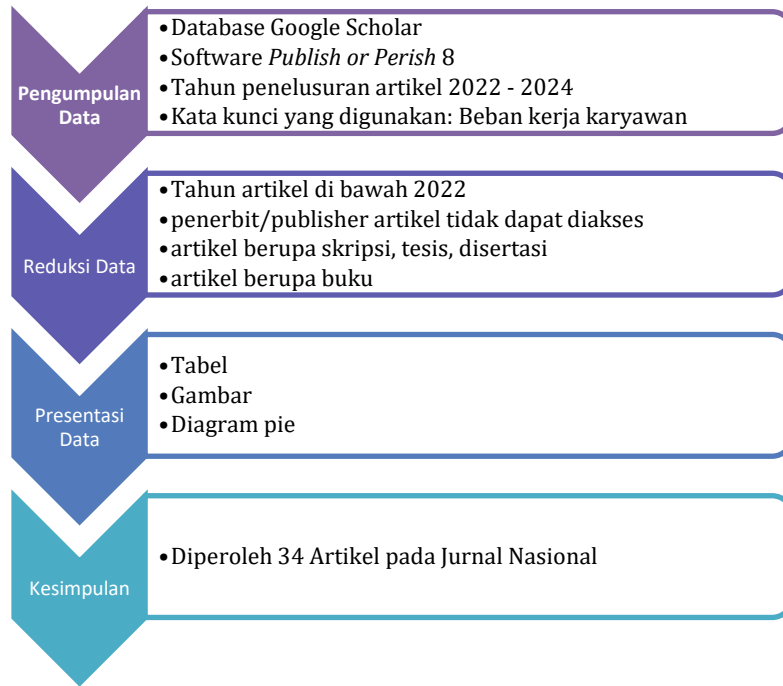 Pengumpulan
Data
•Database Google Scholar
•Software Publish or Perish 8
•Tahun penelusuran artikel 2022 - 2024
•Kata kunci yang digunakan: Beban kerja karyawan
Reduksi Data
•Tahun artikel di bawah 2022
•penerbit/publisher artikel tidak dapat diakses
•artikel berupa skripsi, tesis, disertasi
•artikel berupa buku
Presentasi
Data
•Tabel
•Gambar
•Diagram pie
Kesimpulan
•Diperoleh 34 Artikel pada Jurnal Nasional